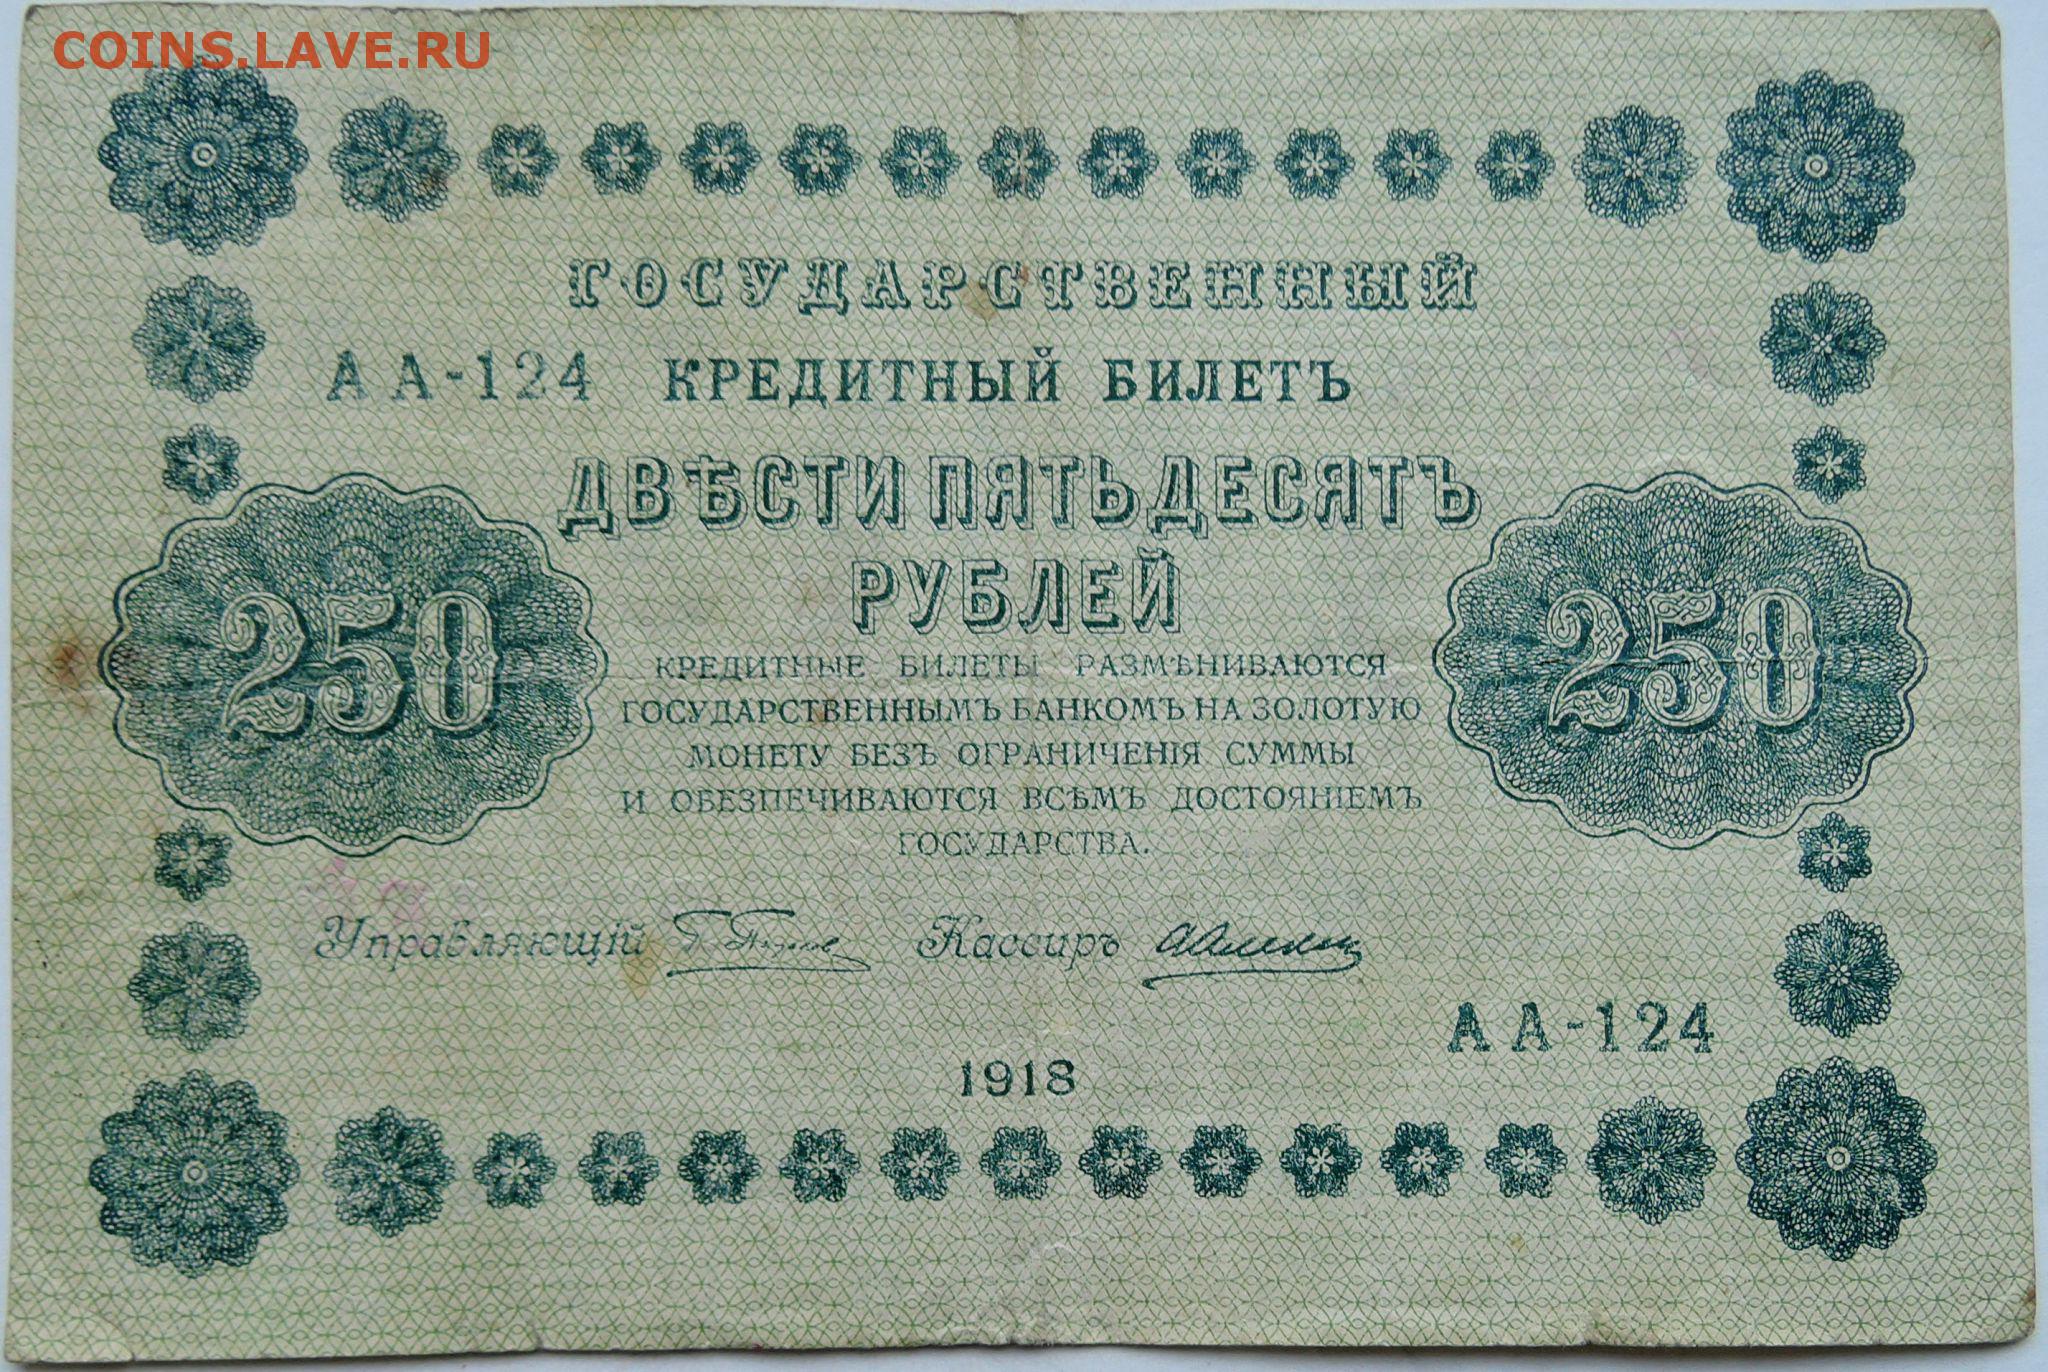 COINS.LAVE.RU
ГОСУДАРСТВЕННЫЙ
АА-124 КРЕДИТНЫЙ БИЛЕТЪ
ДВѢСТИ ПЯТЬДЕСЯТЪ
РУБЛЕЙ
250
250
КРЕДИТНЫЕ БИЛЕТЫ РАЗМѢНИВАЮТСЯ
ГОСУДАРСТВЕННЫМЪ БАНКОМЪ НА ЗОЛОТУЮ
МОНЕТУ БЕЗЪ ОГРАНИЧЕНІЯ СУММЫ
И ОБЕЗПЕЧИВАЮТСЯ ВСѢМЪ ДОСТОЯНІЕМЪ
ГОСУДАРСТВА.
Управляющій Кассиръ
АА-124
1918